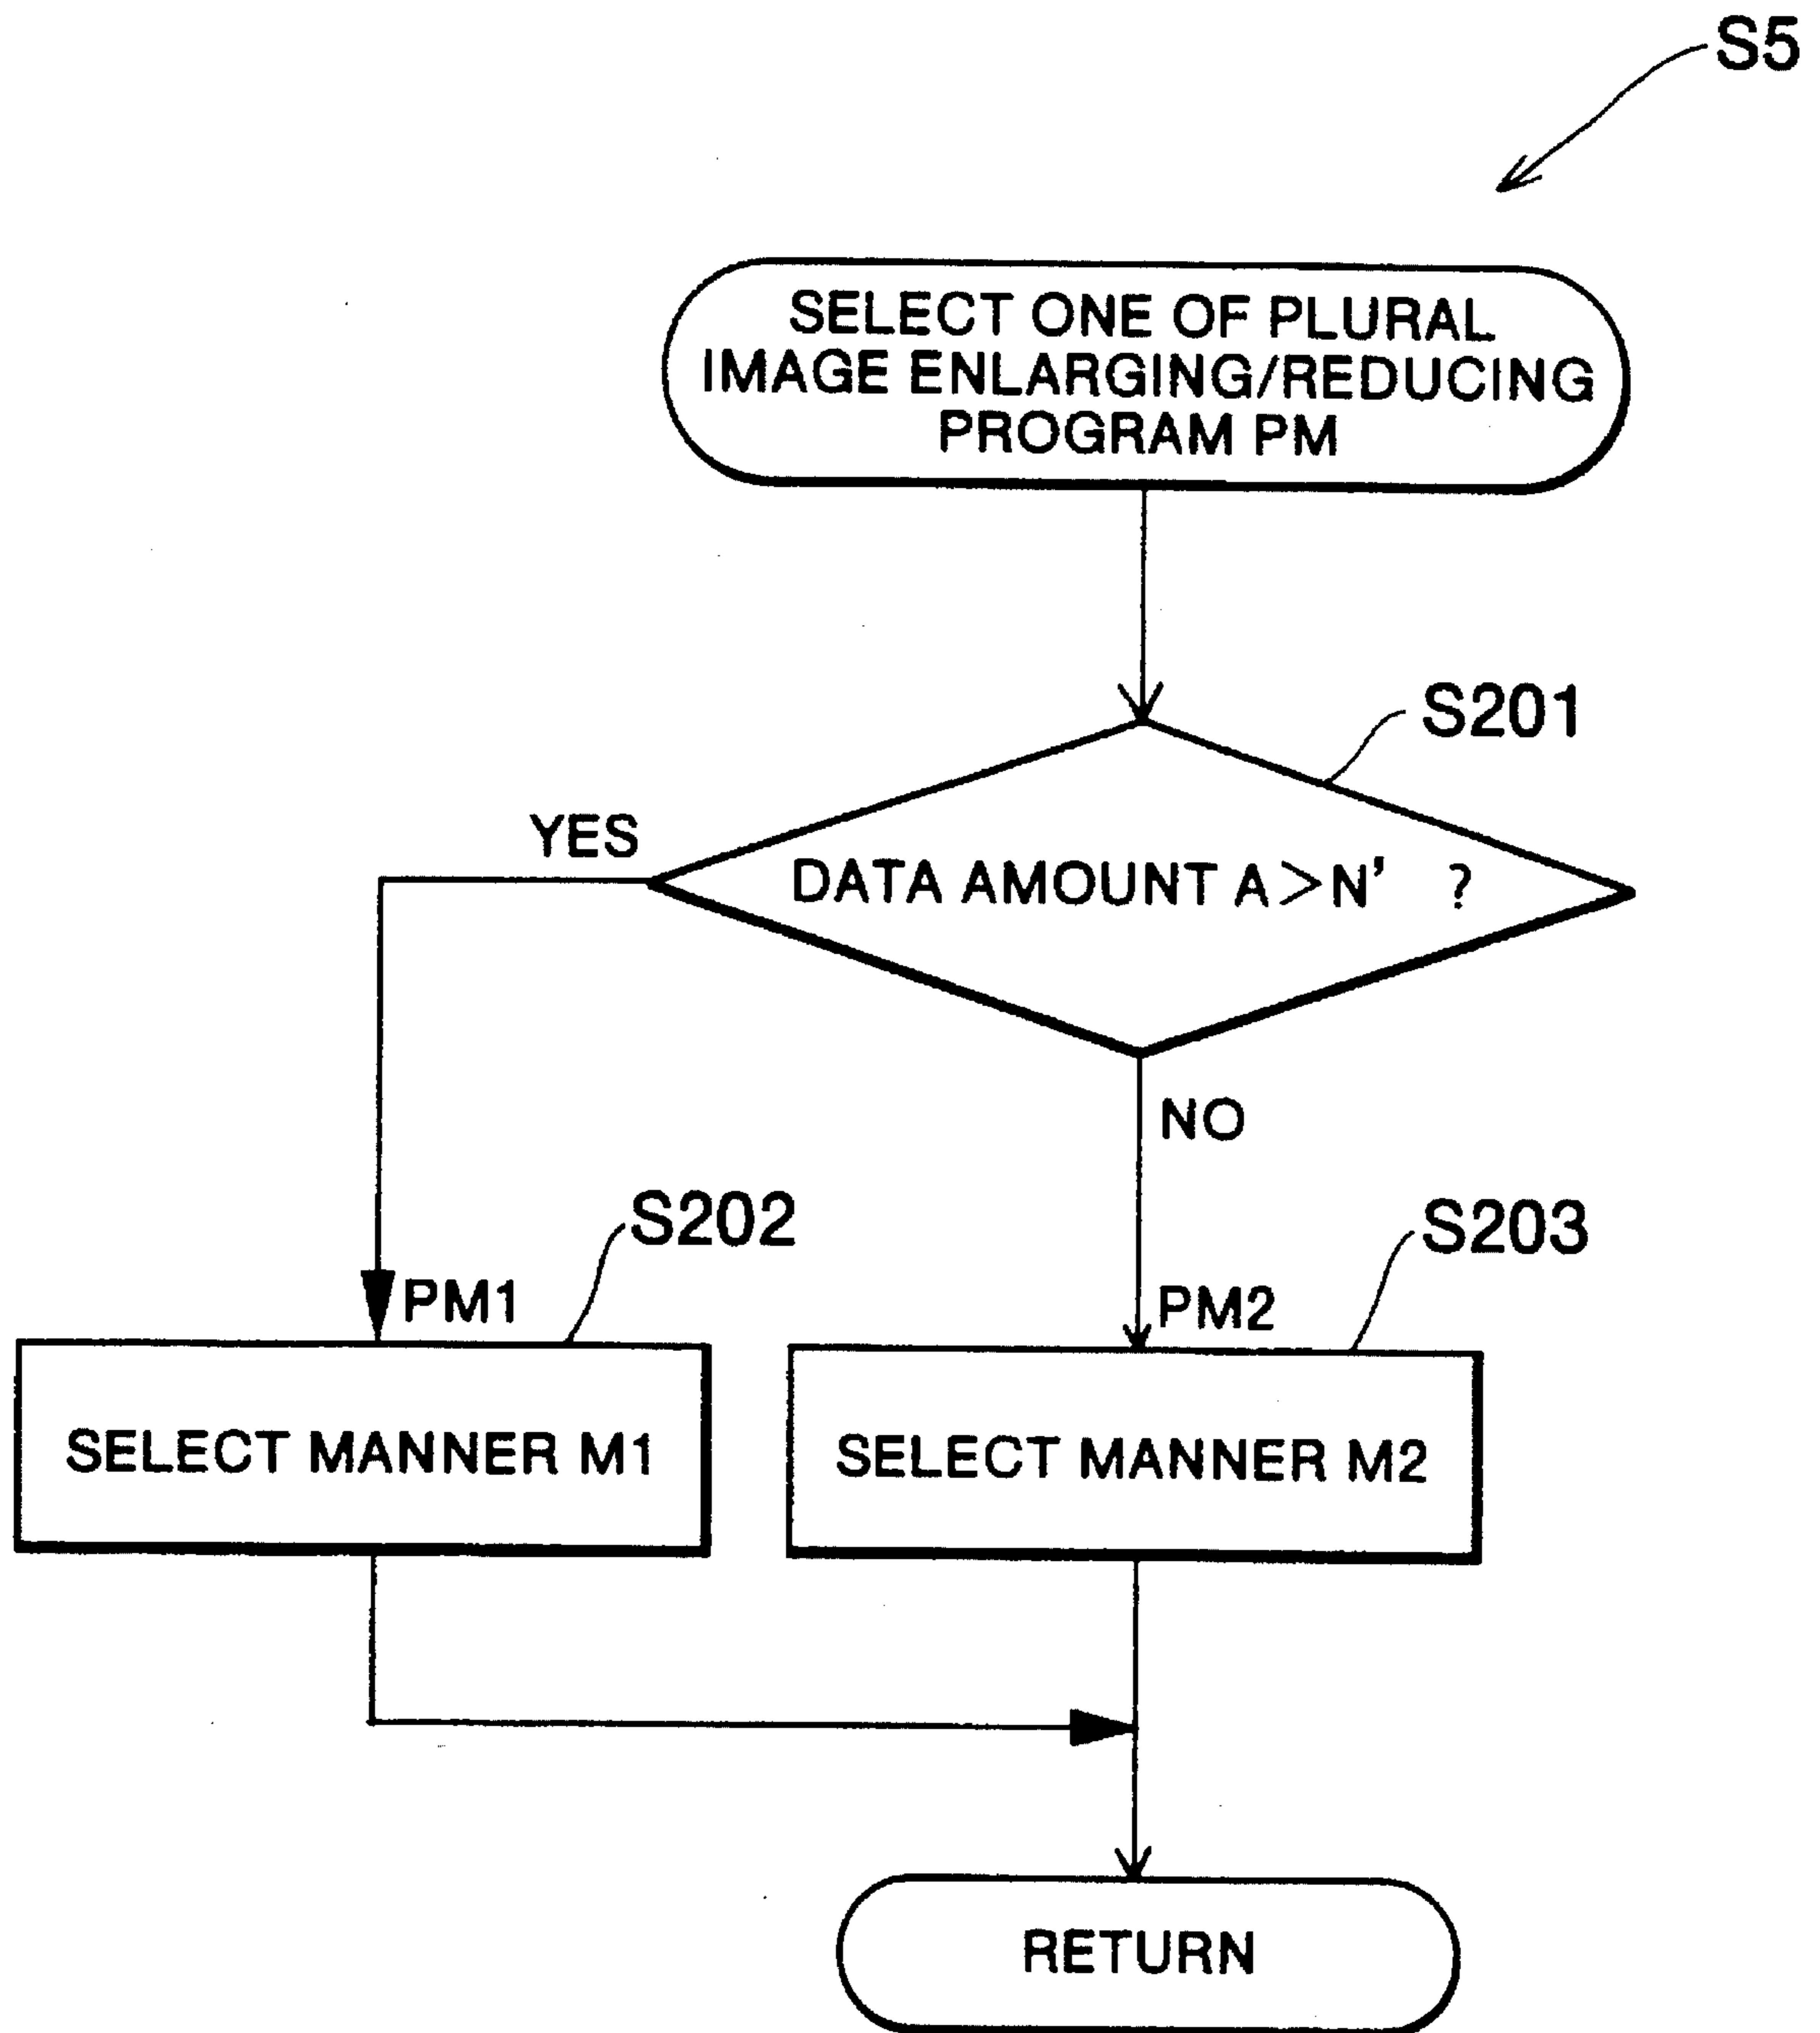 S5
SELECT ONE OF PLURAL
IMAGE ENLARGING/REDUCING
PROGRAM PM
S201
YES
DATA AMOUNT A>N' ?
NO
S202
S203
PM1
PM2
SELECT MANNER M1
SELECT MANNER M2
RETURN